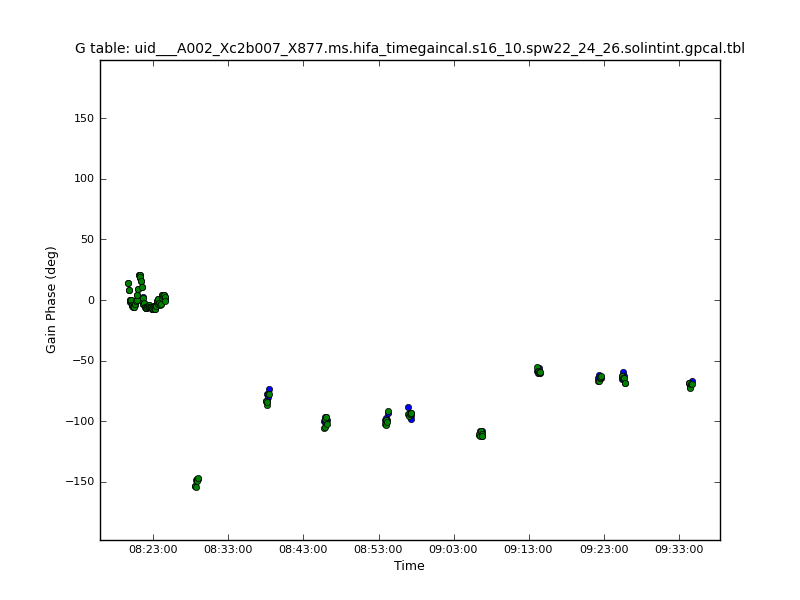 G table: uid___A002_Xc2b007_X877.ms.hifa_timegaincal.s16_10.spw22_24_26.solintint.gpcal.tbl
Gain Phase (deg)
150
100
50
0
−50
−100
−150
08:23:00 08:33:00 08:43:00 08:53:00 09:03:00 09:13:00 09:23:00 09:33:00
Time